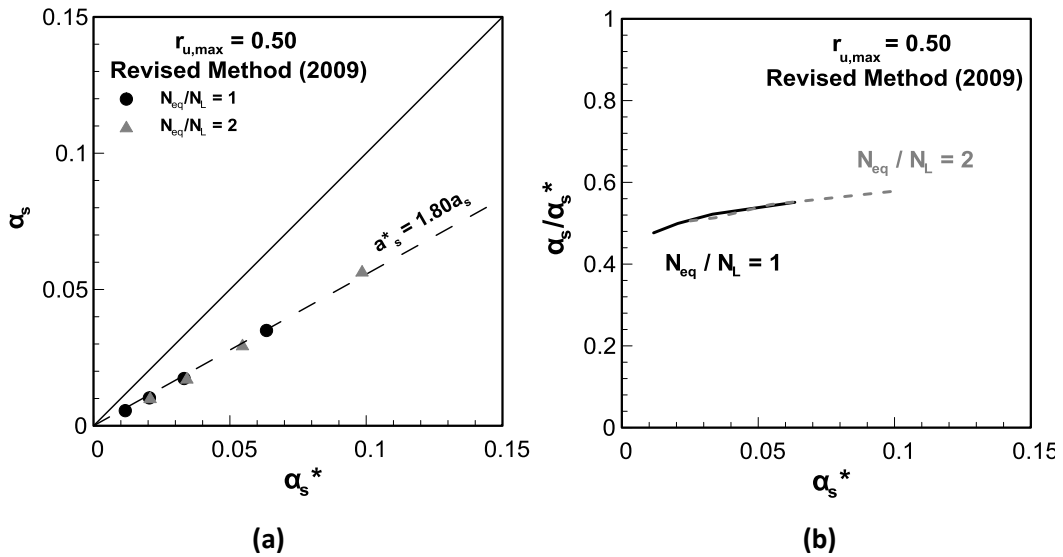 0.15
r_u,max = 0.50
Revised Method (2009)
N_eq/N_L = 1
N_eq/N_L = 2
0.1
α_s
a*_s = 1.80a_s
0.05
0
0
0.05
0.1
0.15
α_s*
(a)
1
r_u,max = 0.50
Revised Method (2009)
0.8
N_eq / N_L = 2
0.6
α_s/α_s*
0.4
N_eq / N_L = 1
0.2
0
0
0.05
0.1
0.15
α_s*
(b)